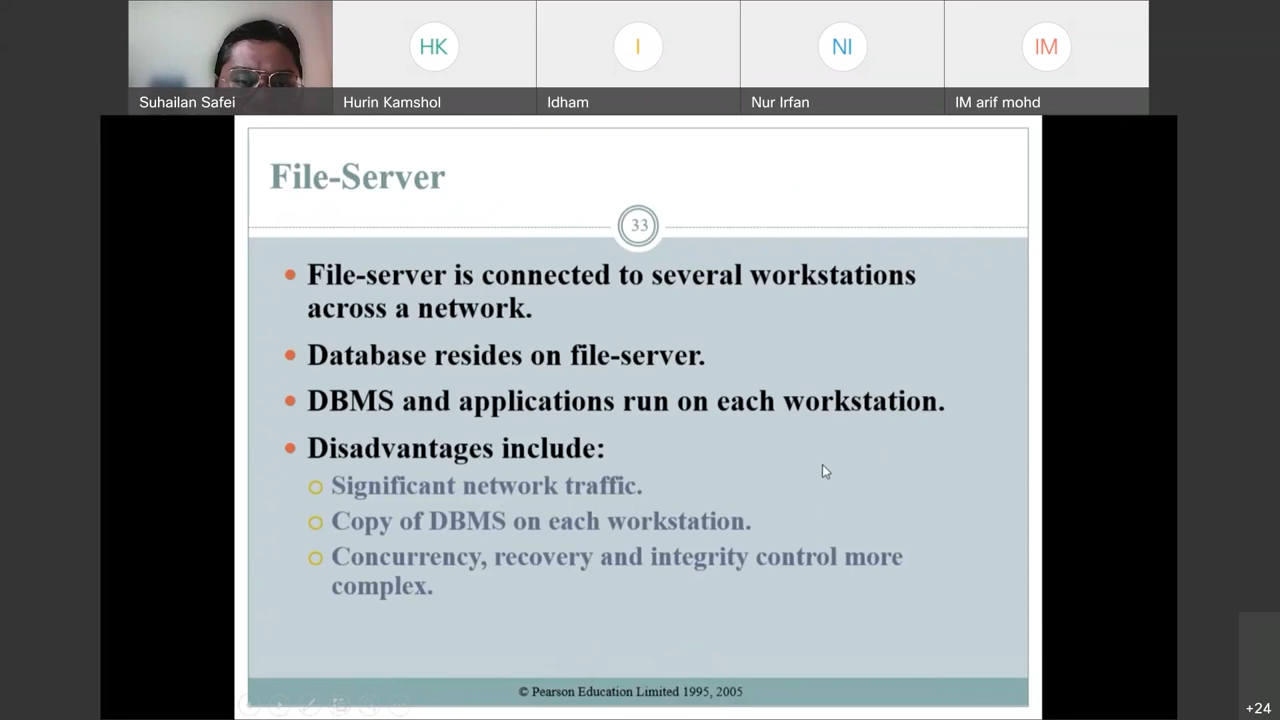 HK
I
NI
IM
Suhailan Safei
Hurin Kamshol
Idham
Nur Irfan
IM arif mohd
File-Server
33
File-server is connected to several workstations
across a network.
Database resides on file-server.
DBMS and applications run on each workstation.
Disadvantages include:
Significant network traffic.
Copy of DBMS on each workstation.
Concurrency, recovery and integrity control more
complex.
© Pearson Education Limited 1995, 2005
+24